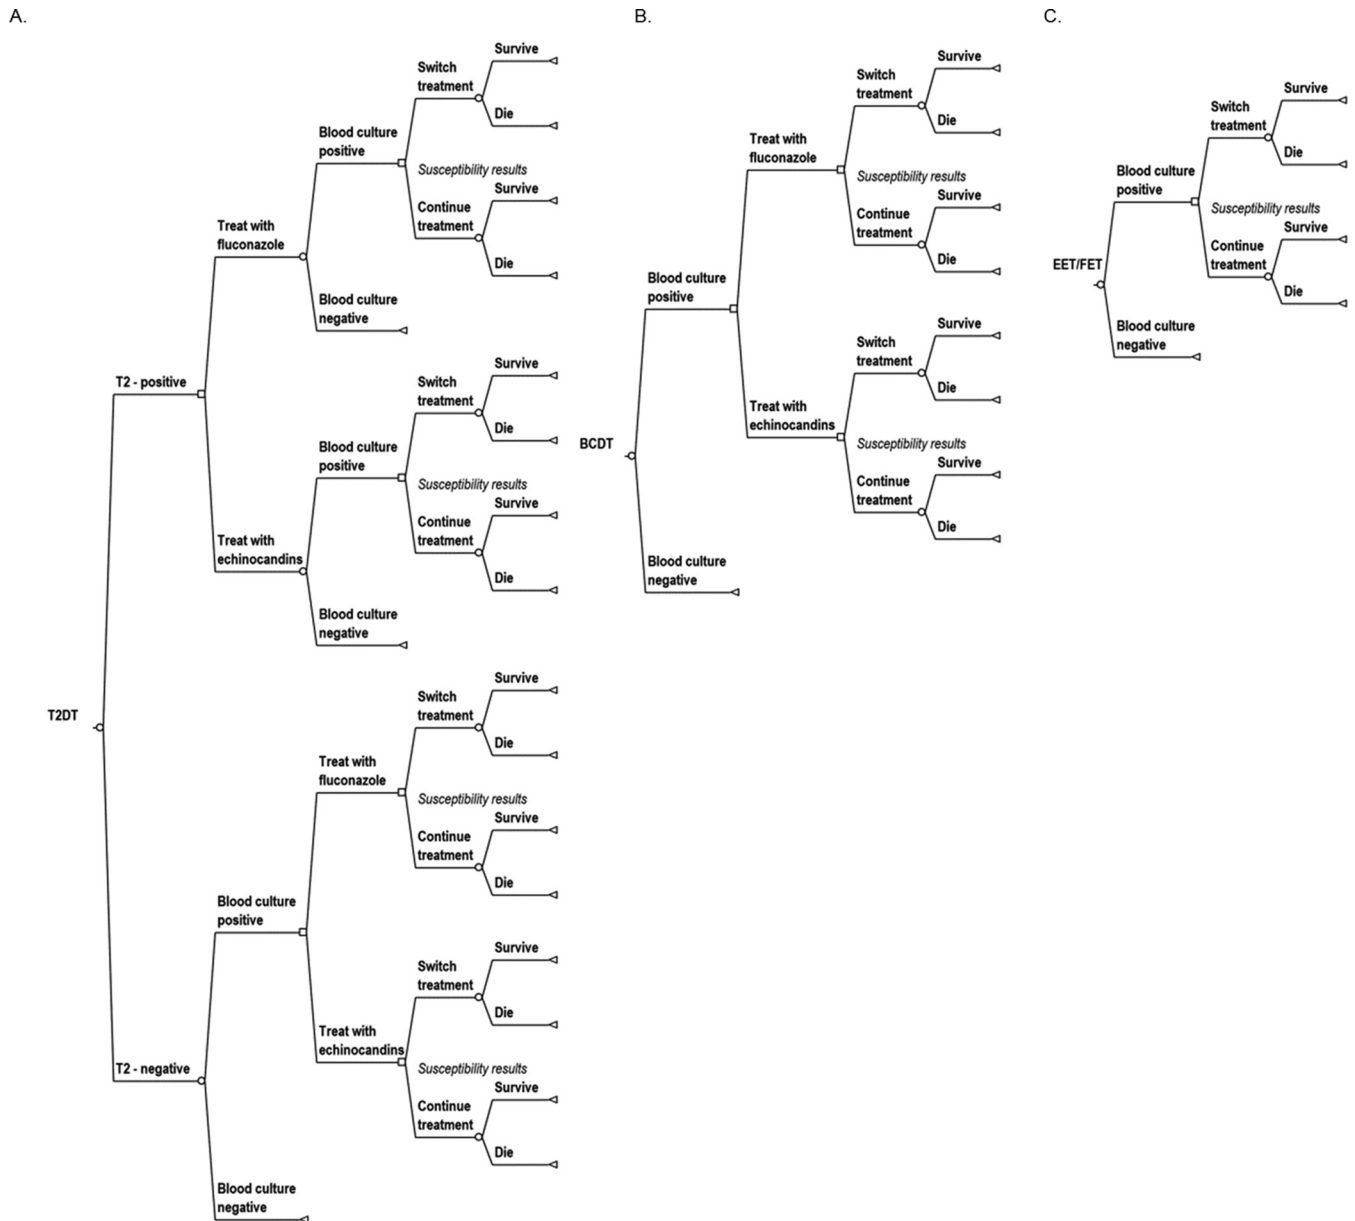 A.
Survive
Switch
treatment
Die
Blood culture
positive
Susceptibility results
Survive
Continue
treatment
Die
Treat with
fluconazole
Blood culture
negative
T2 - positive
Survive
Switch
treatment
Die
Blood culture
positive
Susceptibility results
Survive
Continue
treatment
Die
Treat with
echinocandins
Blood culture
negative
T2DT
Survive
Switch
treatment
Die
Treat with
fluconazole
Susceptibility results
Survive
Continue
treatment
Die
Blood culture
positive
Survive
Switch
treatment
Die
Treat with
echinocandins
Susceptibility results
Survive
Continue
treatment
Die
T2 - negative
Blood culture
negative
B.
Survive
Switch
treatment
Die
Treat with
fluconazole
Susceptibility results
Survive
Continue
treatment
Die
Blood culture
positive
Survive
Switch
treatment
Die
Treat with
echinocandins
Susceptibility results
Survive
Continue
treatment
Die
BCDT
Blood culture
negative
C.
Survive
Switch
treatment
Die
Blood culture
positive
Susceptibility results
Survive
Continue
treatment
Die
EET/FET
Blood culture
negative